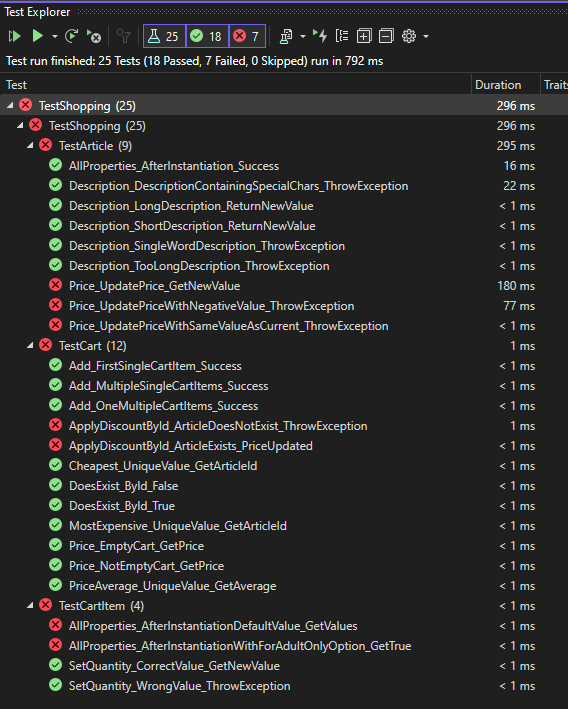 Test Explorer
25 18 7
Test run finished: 25 Tests (18 Passed, 7 Failed, 0 Skipped) run in 792 ms
Test Duration Traits
TestShopping (25) 296 ms
TestShopping (25) 296 ms
TestArticle (9) 295 ms
AllProperties_AfterInstantiation_Success 16 ms
Description_DescriptionContainingSpecialChars_ThrowException 22 ms
Description_LongDescription_ReturnNewValue < 1 ms
Description_ShortDescription_ReturnNewValue < 1 ms
Description_SingleWordDescription_ThrowException < 1 ms
Description_TooLongDescription_ThrowException < 1 ms
Price_UpdatePrice_GetNewValue 180 ms
Price_UpdatePriceWithNegativeValue_ThrowException 77 ms
Price_UpdatePriceWithSameValueAsCurrent_ThrowException < 1 ms
TestCart (12) 1 ms
Add_FirstSingleCartItem_Success < 1 ms
Add_MultipleSingleCartItems_Success < 1 ms
Add_OneMultipleCartItems_Success < 1 ms
ApplyDiscountById_ArticleDoesNotExist_ThrowException 1 ms
ApplyDiscountById_ArticleExists_PriceUpdated < 1 ms
Cheapest_UniqueValue_GetArticleId < 1 ms
DoesExist_ById_False < 1 ms
DoesExist_ById_True < 1 ms
MostExpensive_UniqueValue_GetArticleId < 1 ms
Price_EmptyCart_GetPrice < 1 ms
Price_NotEmptyCart_GetPrice < 1 ms
PriceAverage_UniqueValue_GetAverage < 1 ms
TestCartItem (4) < 1 ms
AllProperties_AfterInstantiationDefaultValue_GetValues < 1 ms
AllProperties_AfterInstantiationWithForAdultOnlyOption_GetTrue < 1 ms
SetQuantity_CorrectValue_GetNewValue < 1 ms
SetQuantity_WrongValue_ThrowException < 1 ms